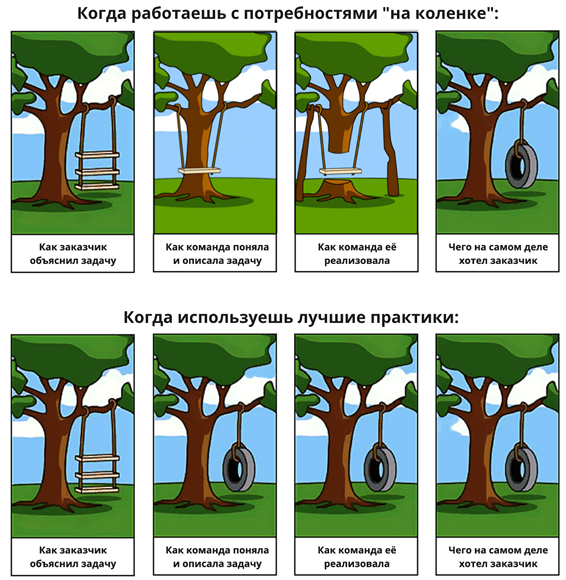 Когда работаешь с потребностями "на коленке":
Как заказчик
объяснил задачу
Как команда поняла
и описала задачу
Как команда её
реализовала
Чего на самом деле
хотел заказчик
Когда используешь лучшие практики:
Как заказчик
объяснил задачу
Как команда поняла
и описала задачу
Как команда её
реализовала
Чего на самом деле
хотел заказчик